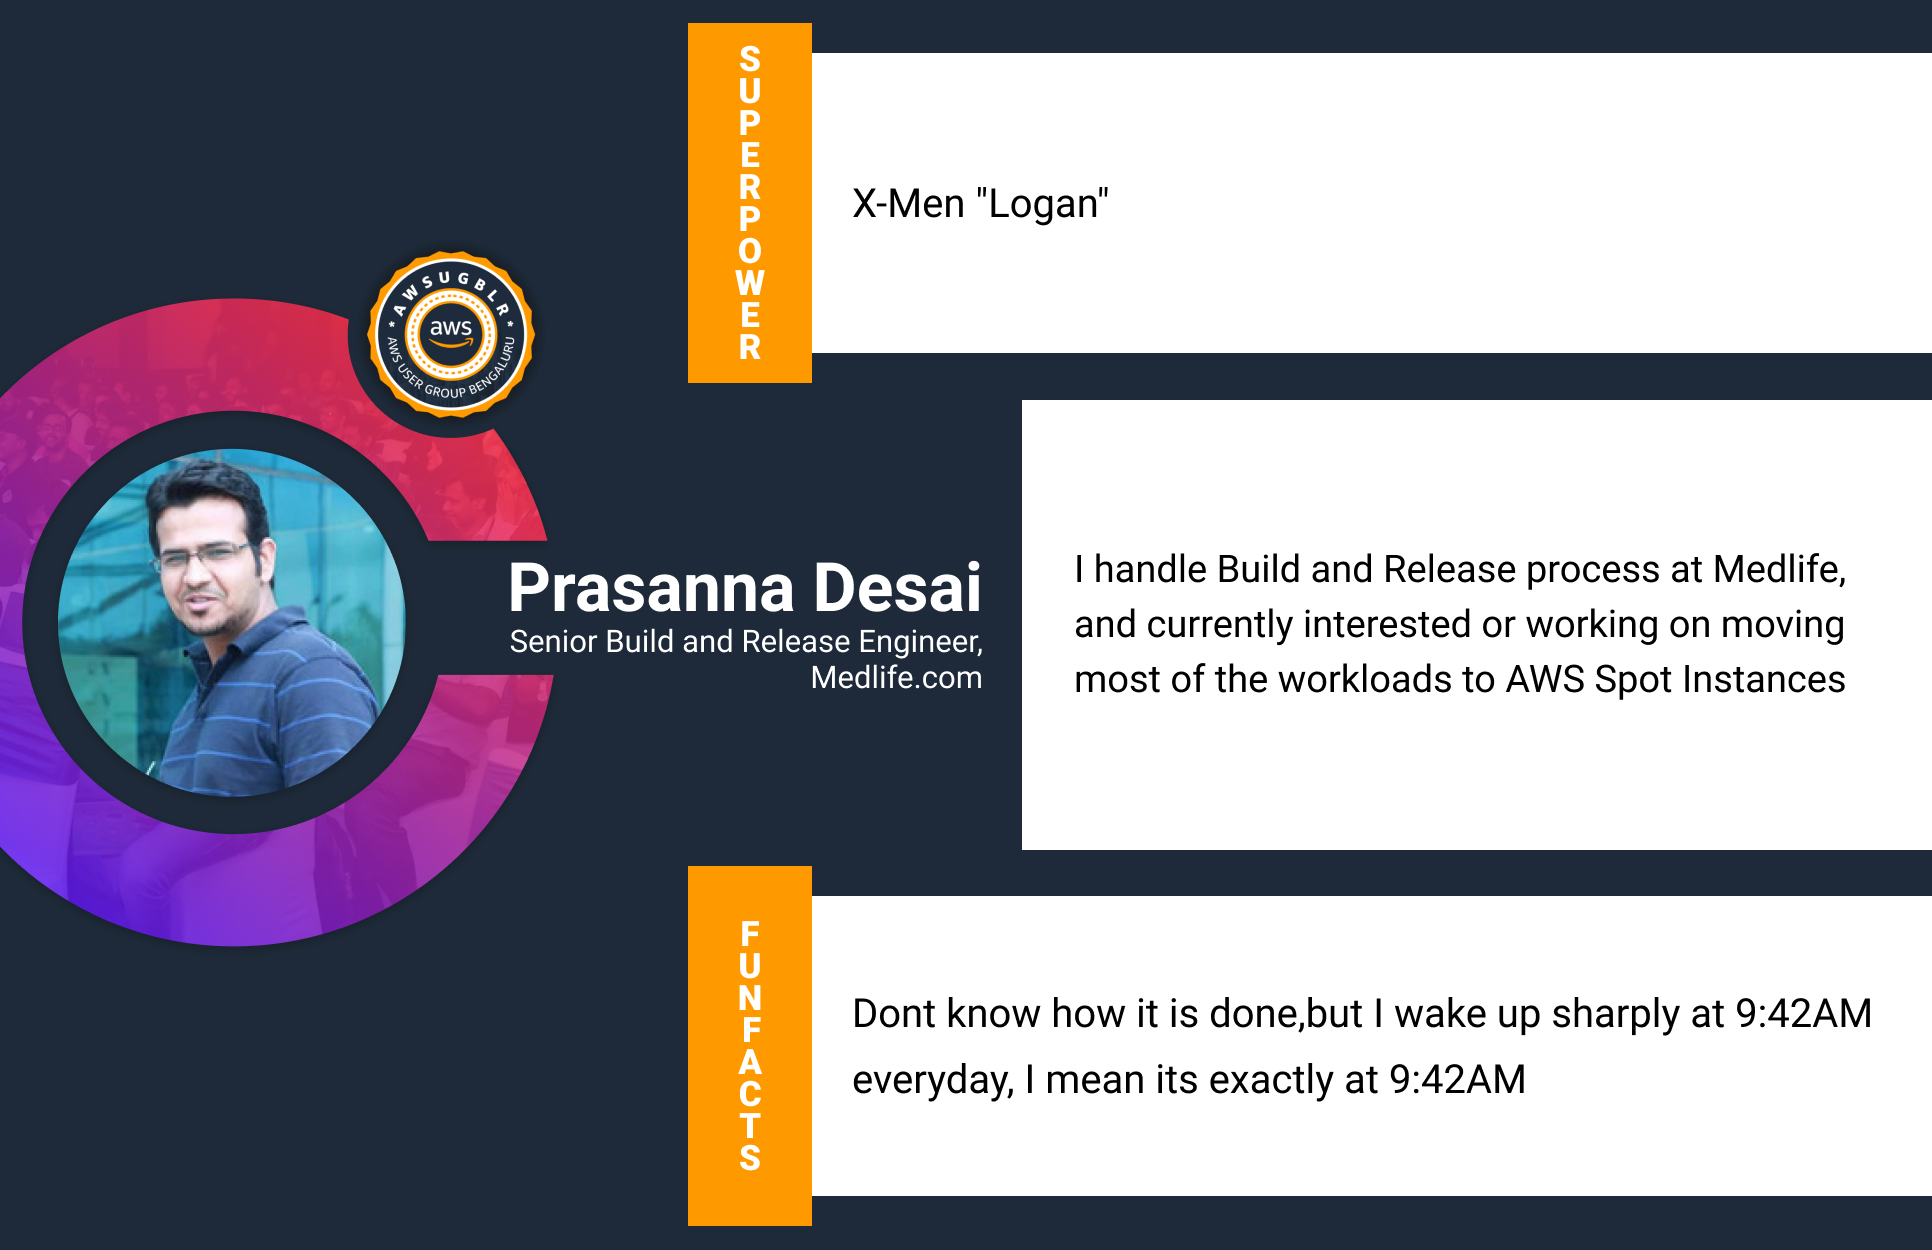 SUPERPOWER
X-Men "Logan"
AWSUGBLR
aws
AWS USER GROUP BENGALURU
Prasanna Desai
Senior Build and Release Engineer,
Medlife.com
I handle Build and Release process at Medlife,
and currently interested or working on moving
most of the workloads to AWS Spot Instances
FUNFACTS
Dont know how it is done,but I wake up sharply at 9:42AM
everyday, I mean its exactly at 9:42AM